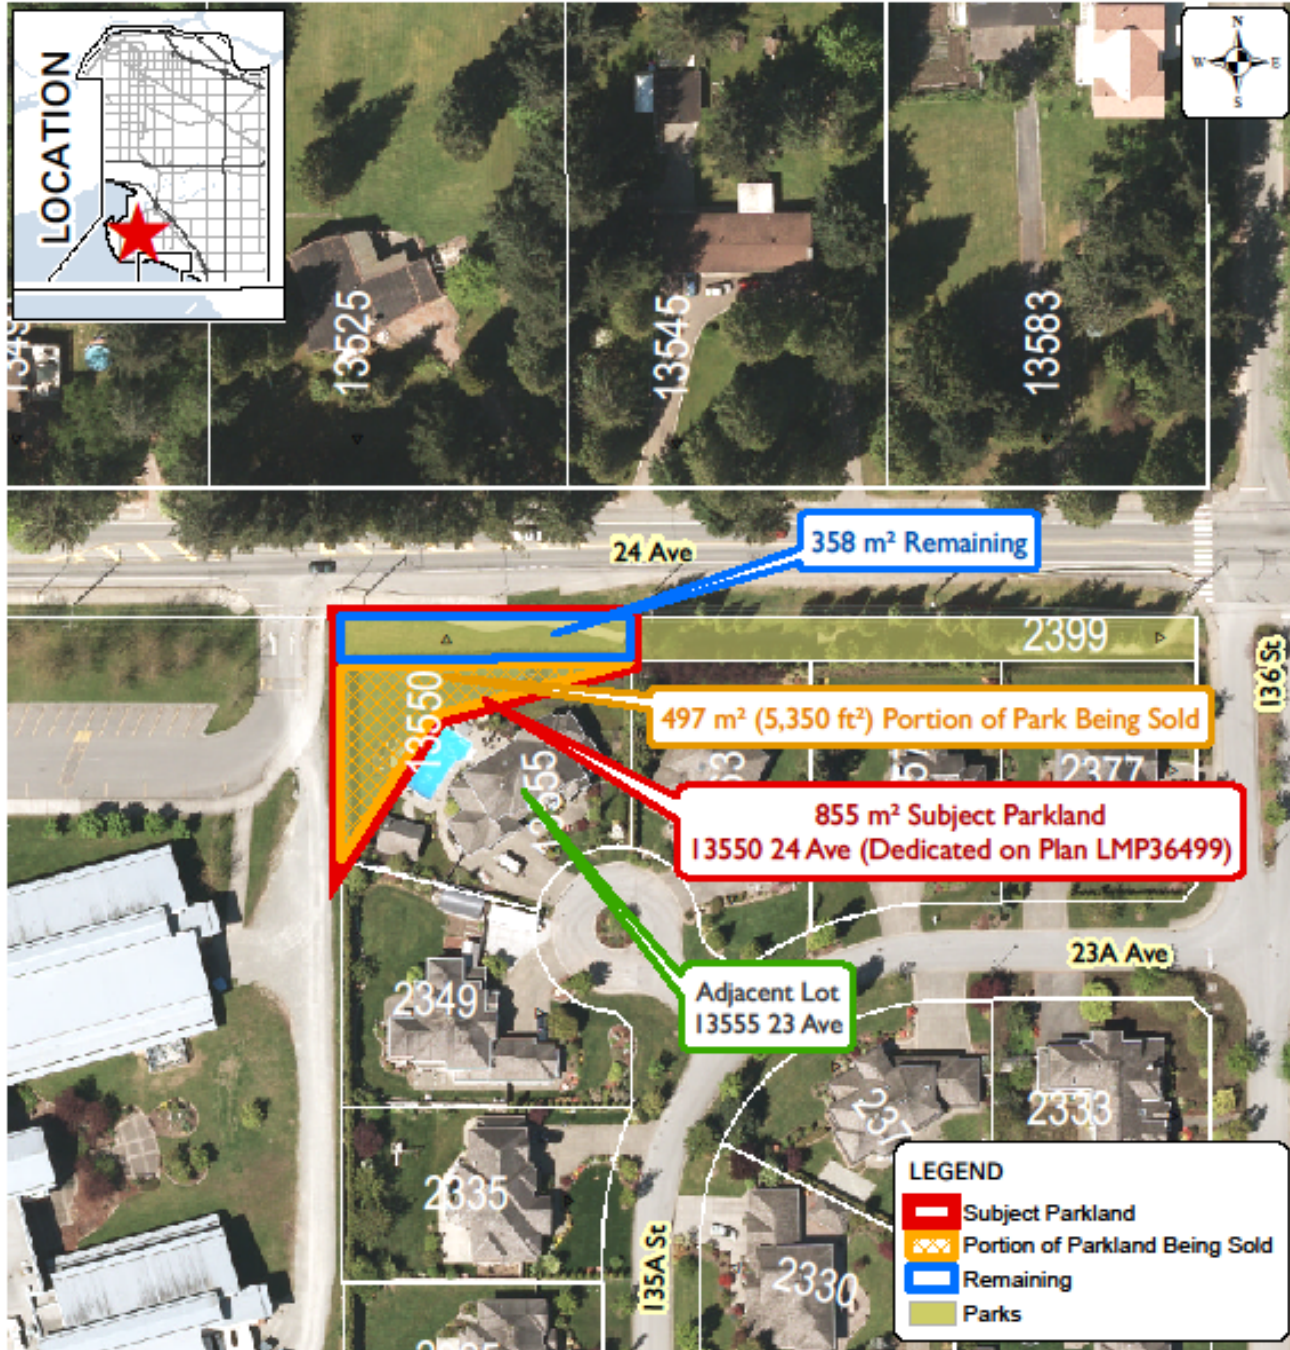 LOCATION
N
W E
S
13525
13545
13583
24 Ave
358 m² Remaining
2399
136 St
13550
497 m² (5,350 ft²) Portion of Park Being Sold
2377
855 m² Subject Parkland
13550 24 Ave (Dedicated on Plan LMP36499)
23A Ave
Adjacent Lot
13555 23 Ave
2349
2333
2335
135A St
2330
LEGEND
Subject Parkland
Portion of Parkland Being Sold
Remaining
Parks